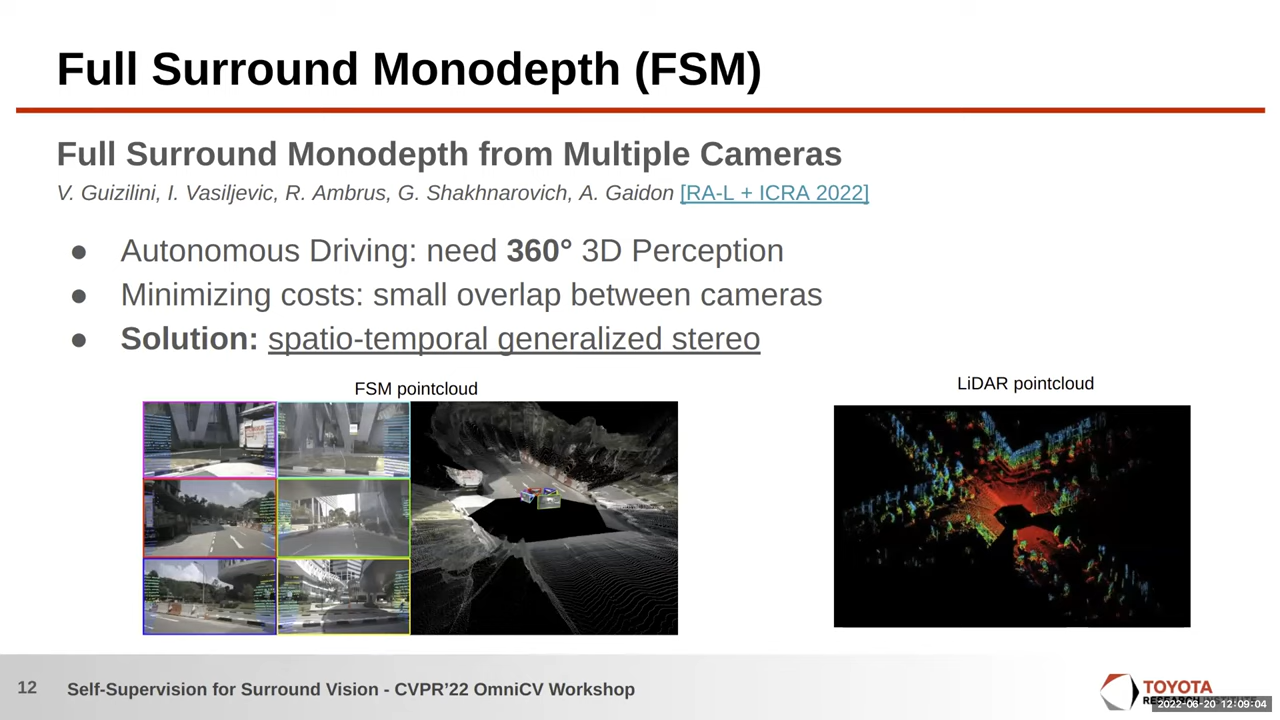 Full Surround Monodepth (FSM)
Full Surround Monodepth from Multiple Cameras
V. Guizilini, I. Vasiljevic, R. Ambrus, G. Shakhnarovich, A. Gaidon [RA-L + ICRA 2022]
● Autonomous Driving: need 360° 3D Perception
● Minimizing costs: small overlap between cameras
● Solution: spatio-temporal generalized stereo
FSM pointcloud
LiDAR pointcloud
12
Self-Supervision for Surround Vision - CVPR’22 OmniCV Workshop
TOYOTA
2022-06-20 12:09:04